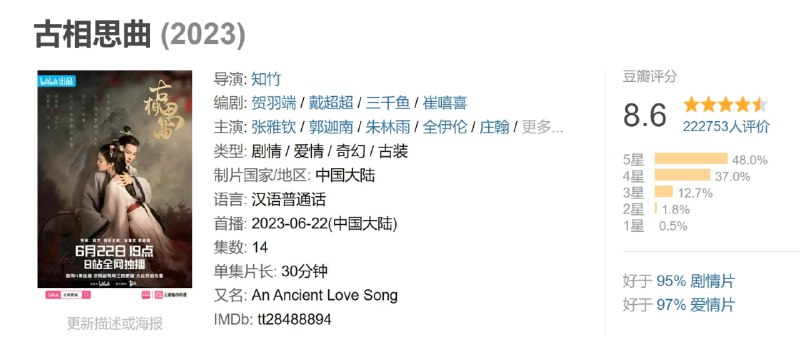 古相思曲 (2023)
bilibili 出品
古相思曲
6月22日 19点
B站全网独播
导演: 知竹
编剧: 贺羽端 / 戴超超 / 三千鱼 / 崔嘻喜
主演: 张雅钦 / 郭迦南 / 朱林雨 / 全伊伦 / 庄翰 / 更多...
类型: 剧情 / 爱情 / 奇幻 / 古装
制片国家/地区: 中国大陆
语言: 汉语普通话
首播: 2023-06-22(中国大陆)
集数: 14
单集片长: 30分钟
又名: An Ancient Love Song
IMDb: tt28488894
更新描述或海报
豆瓣评分
8.6
222753人评价
5星 48.0%
4星 37.0%
3星 12.7%
2星 1.8%
1星 0.5%
好于 95% 剧情片
好于 97% 爱情片